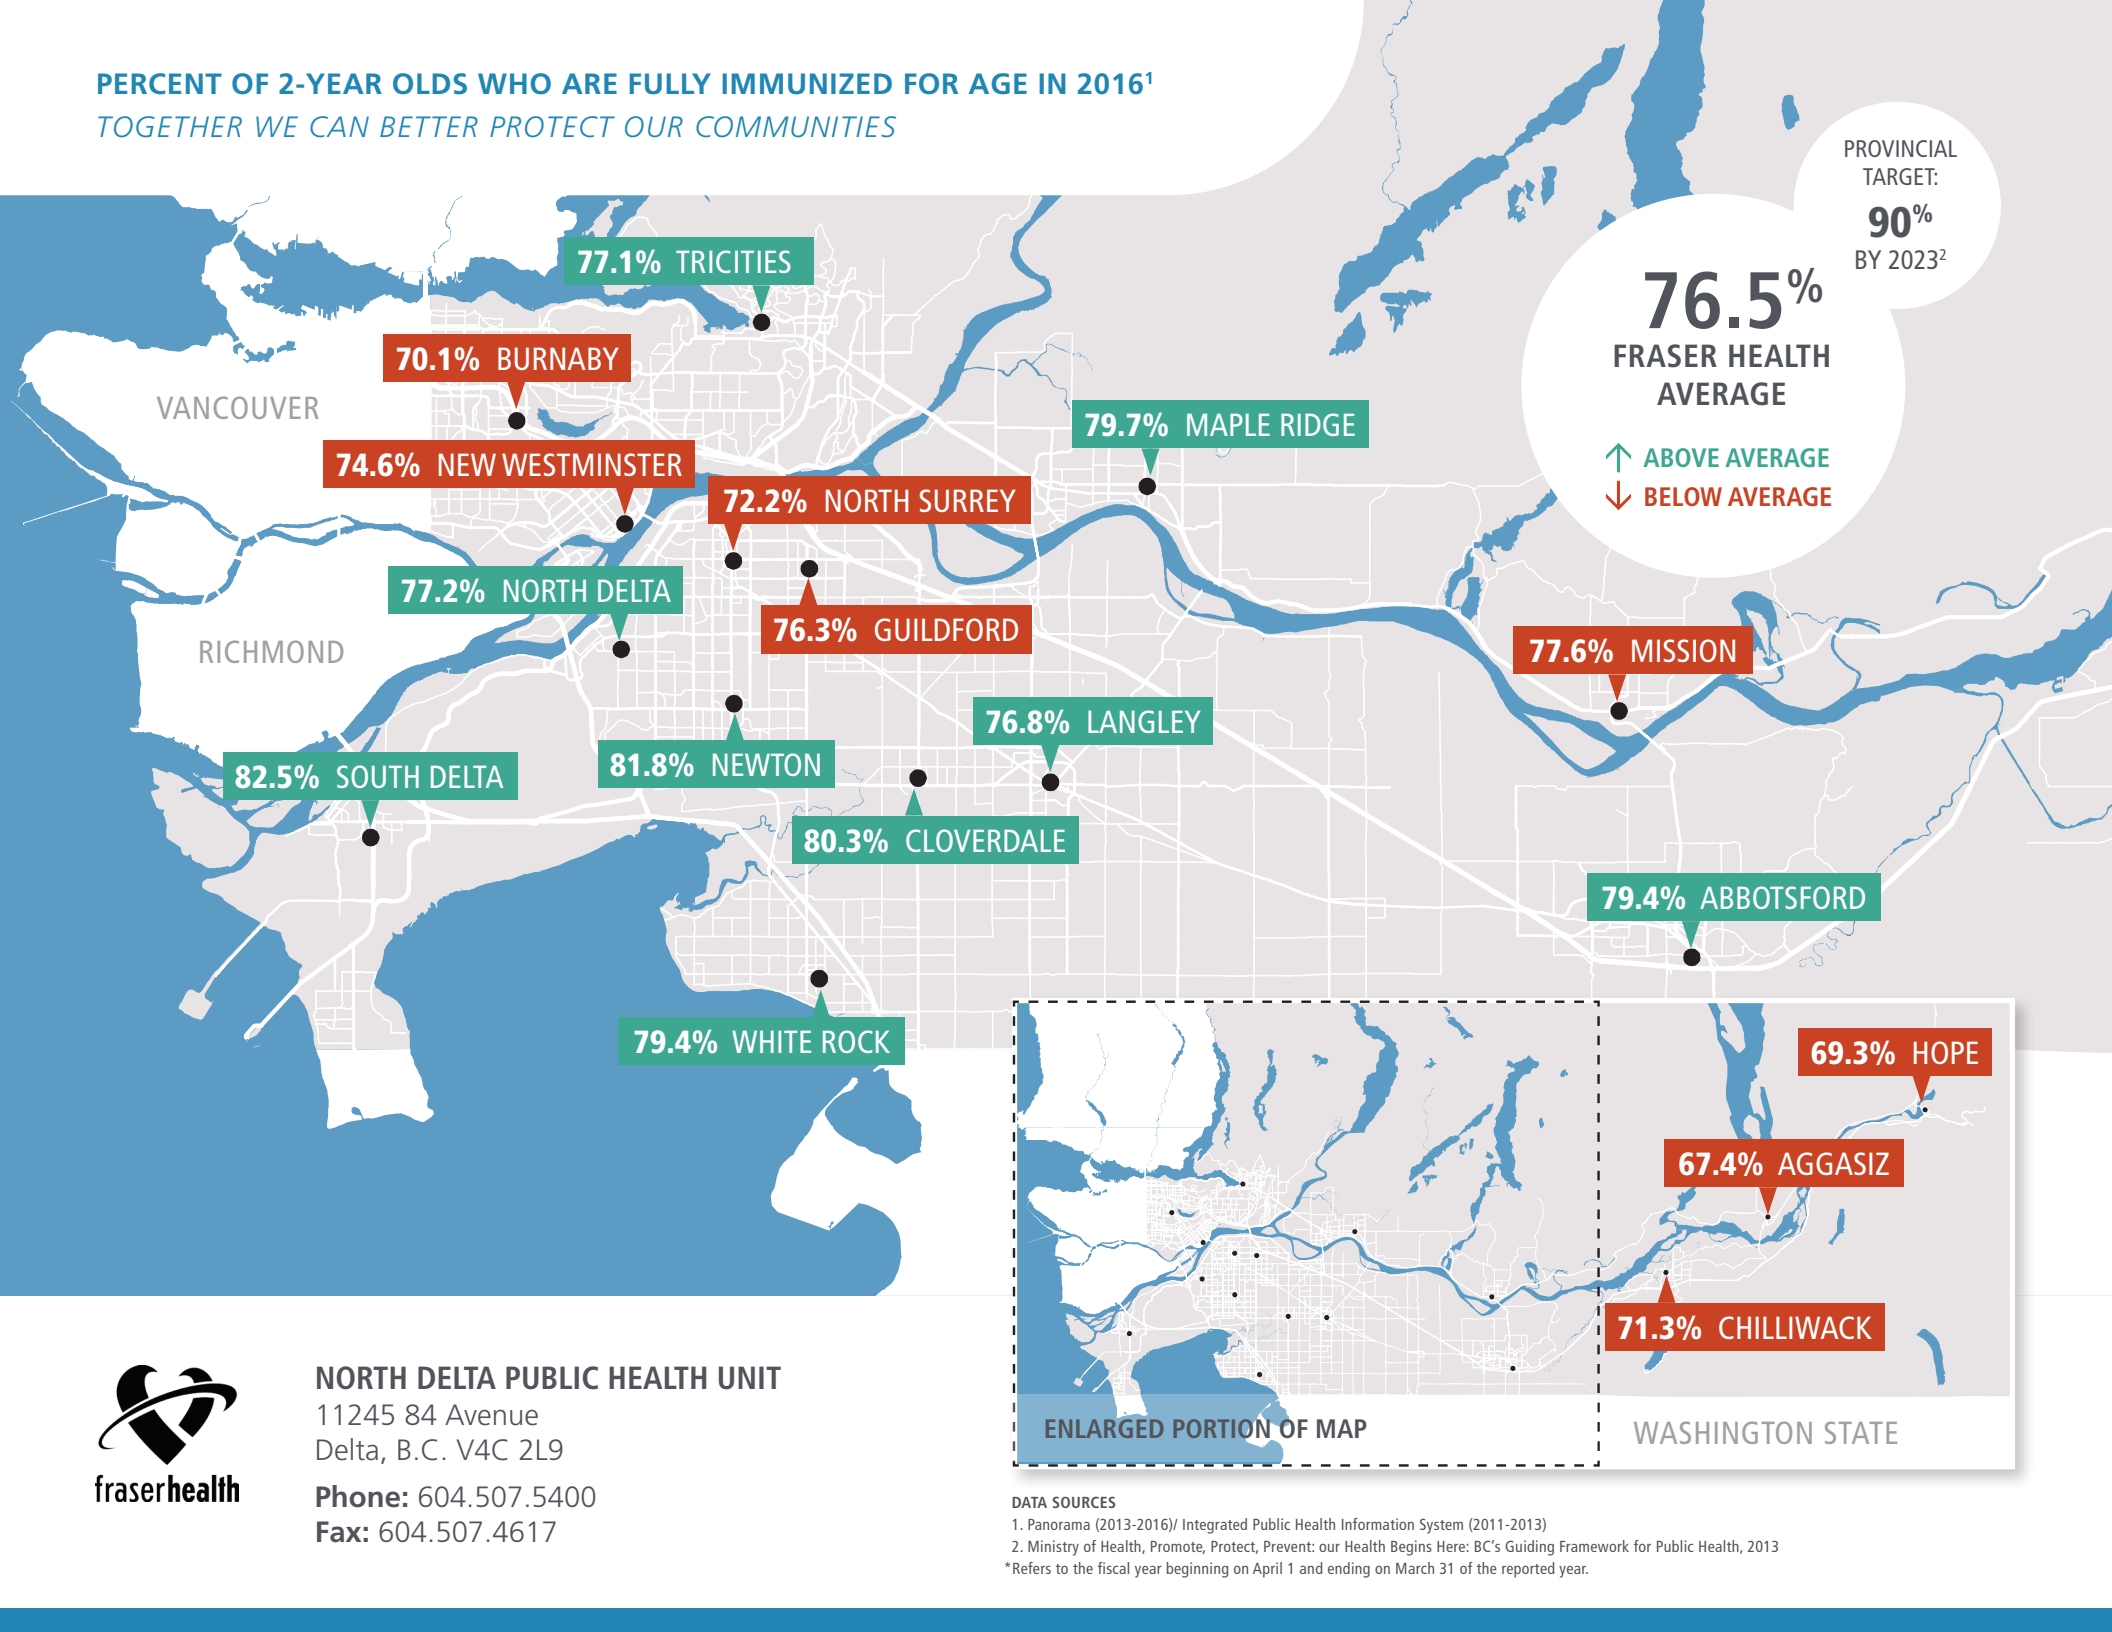 PERCENT OF 2-YEAR OLDS WHO ARE FULLY IMMUNIZED FOR AGE IN 2016¹
TOGETHER WE CAN BETTER PROTECT OUR COMMUNITIES
PROVINCIAL
TARGET:
90%
BY 2023²
76.5%
FRASER HEALTH
AVERAGE
↑ ABOVE AVERAGE
↓ BELOW AVERAGE
77.1% TRICITIES
70.1% BURNABY
VANCOUVER
79.7% MAPLE RIDGE
74.6% NEW WESTMINSTER
72.2% NORTH SURREY
77.2% NORTH DELTA
76.3% GUILDFORD
RICHMOND
77.6% MISSION
76.8% LANGLEY
81.8% NEWTON
82.5% SOUTH DELTA
80.3% CLOVERDALE
79.4% ABBOTSFORD
79.4% WHITE ROCK
69.3% HOPE
67.4% AGGASIZ
71.3% CHILLIWACK
ENLARGED PORTION OF MAP
WASHINGTON STATE
fraserhealth
NORTH DELTA PUBLIC HEALTH UNIT
11245 84 Avenue
Delta, B.C. V4C 2L9
Phone: 604.507.5400
Fax: 604.507.4617
DATA SOURCES
1. Panorama (2013-2016)/ Integrated Public Health Information System (2011-2013)
2. Ministry of Health, Promote, Protect, Prevent: our Health Begins Here: BC's Guiding Framework for Public Health, 2013
*Refers to the fiscal year beginning on April 1 and ending on March 31 of the reported year.